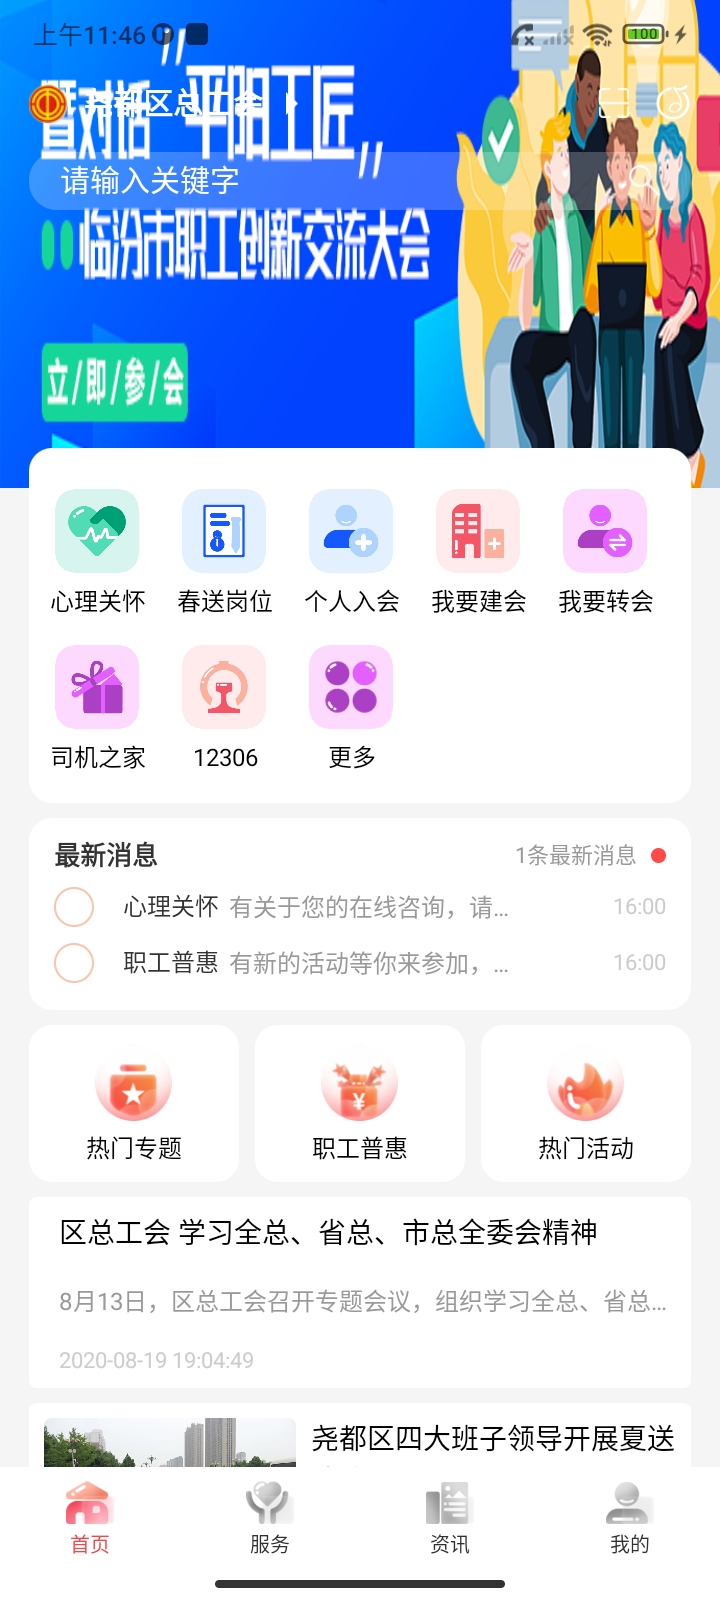 上午11:46
100
暨对话 平阳工匠
尧都区总工会
请输入关键字
临汾市职工创新交流大会
立/即/参/会
心理关怀
春送岗位
个人入会
我要建会
我要转会
司机之家
12306
更多
最新消息
1条最新消息
心理关怀 有关于您的在线咨询，请...
16:00
职工普惠 有新的活动等你来参加，...
16:00
热门专题
职工普惠
热门活动
区总工会 学习全总、省总、市总全委会精神
8月13日，区总工会召开专题会议，组织学习全总、省总...
2020-08-19 19:04:49
尧都区四大班子领导开展夏送
首页
服务
资讯
我的